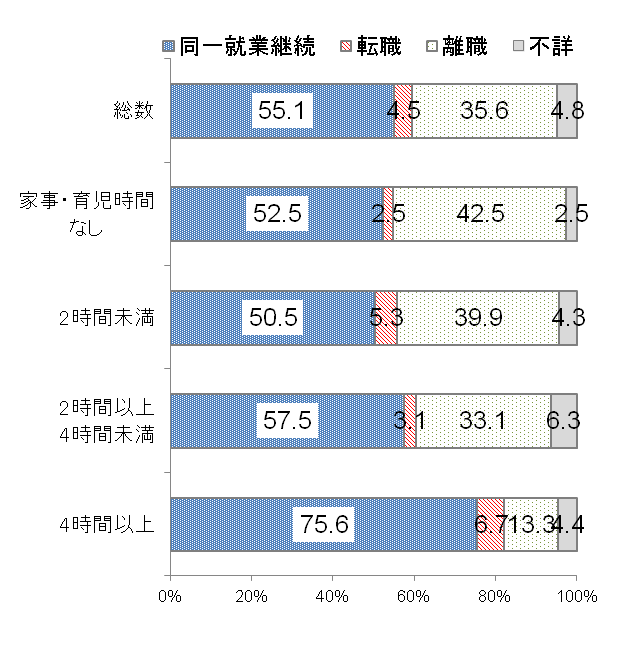 同一就業継続 転職 離職 不詳
総数 55.1 4.5 35.6 4.8
家事・育児時間
なし
52.5 2.5 42.5 2.5
2時間未満 50.5 5.3 39.9 4.3
2時間以上
4時間未満
57.5 3.1 33.1 6.3
4時間以上 75.6 6.7 13.3 4.4
0% 20% 40% 60% 80% 100%